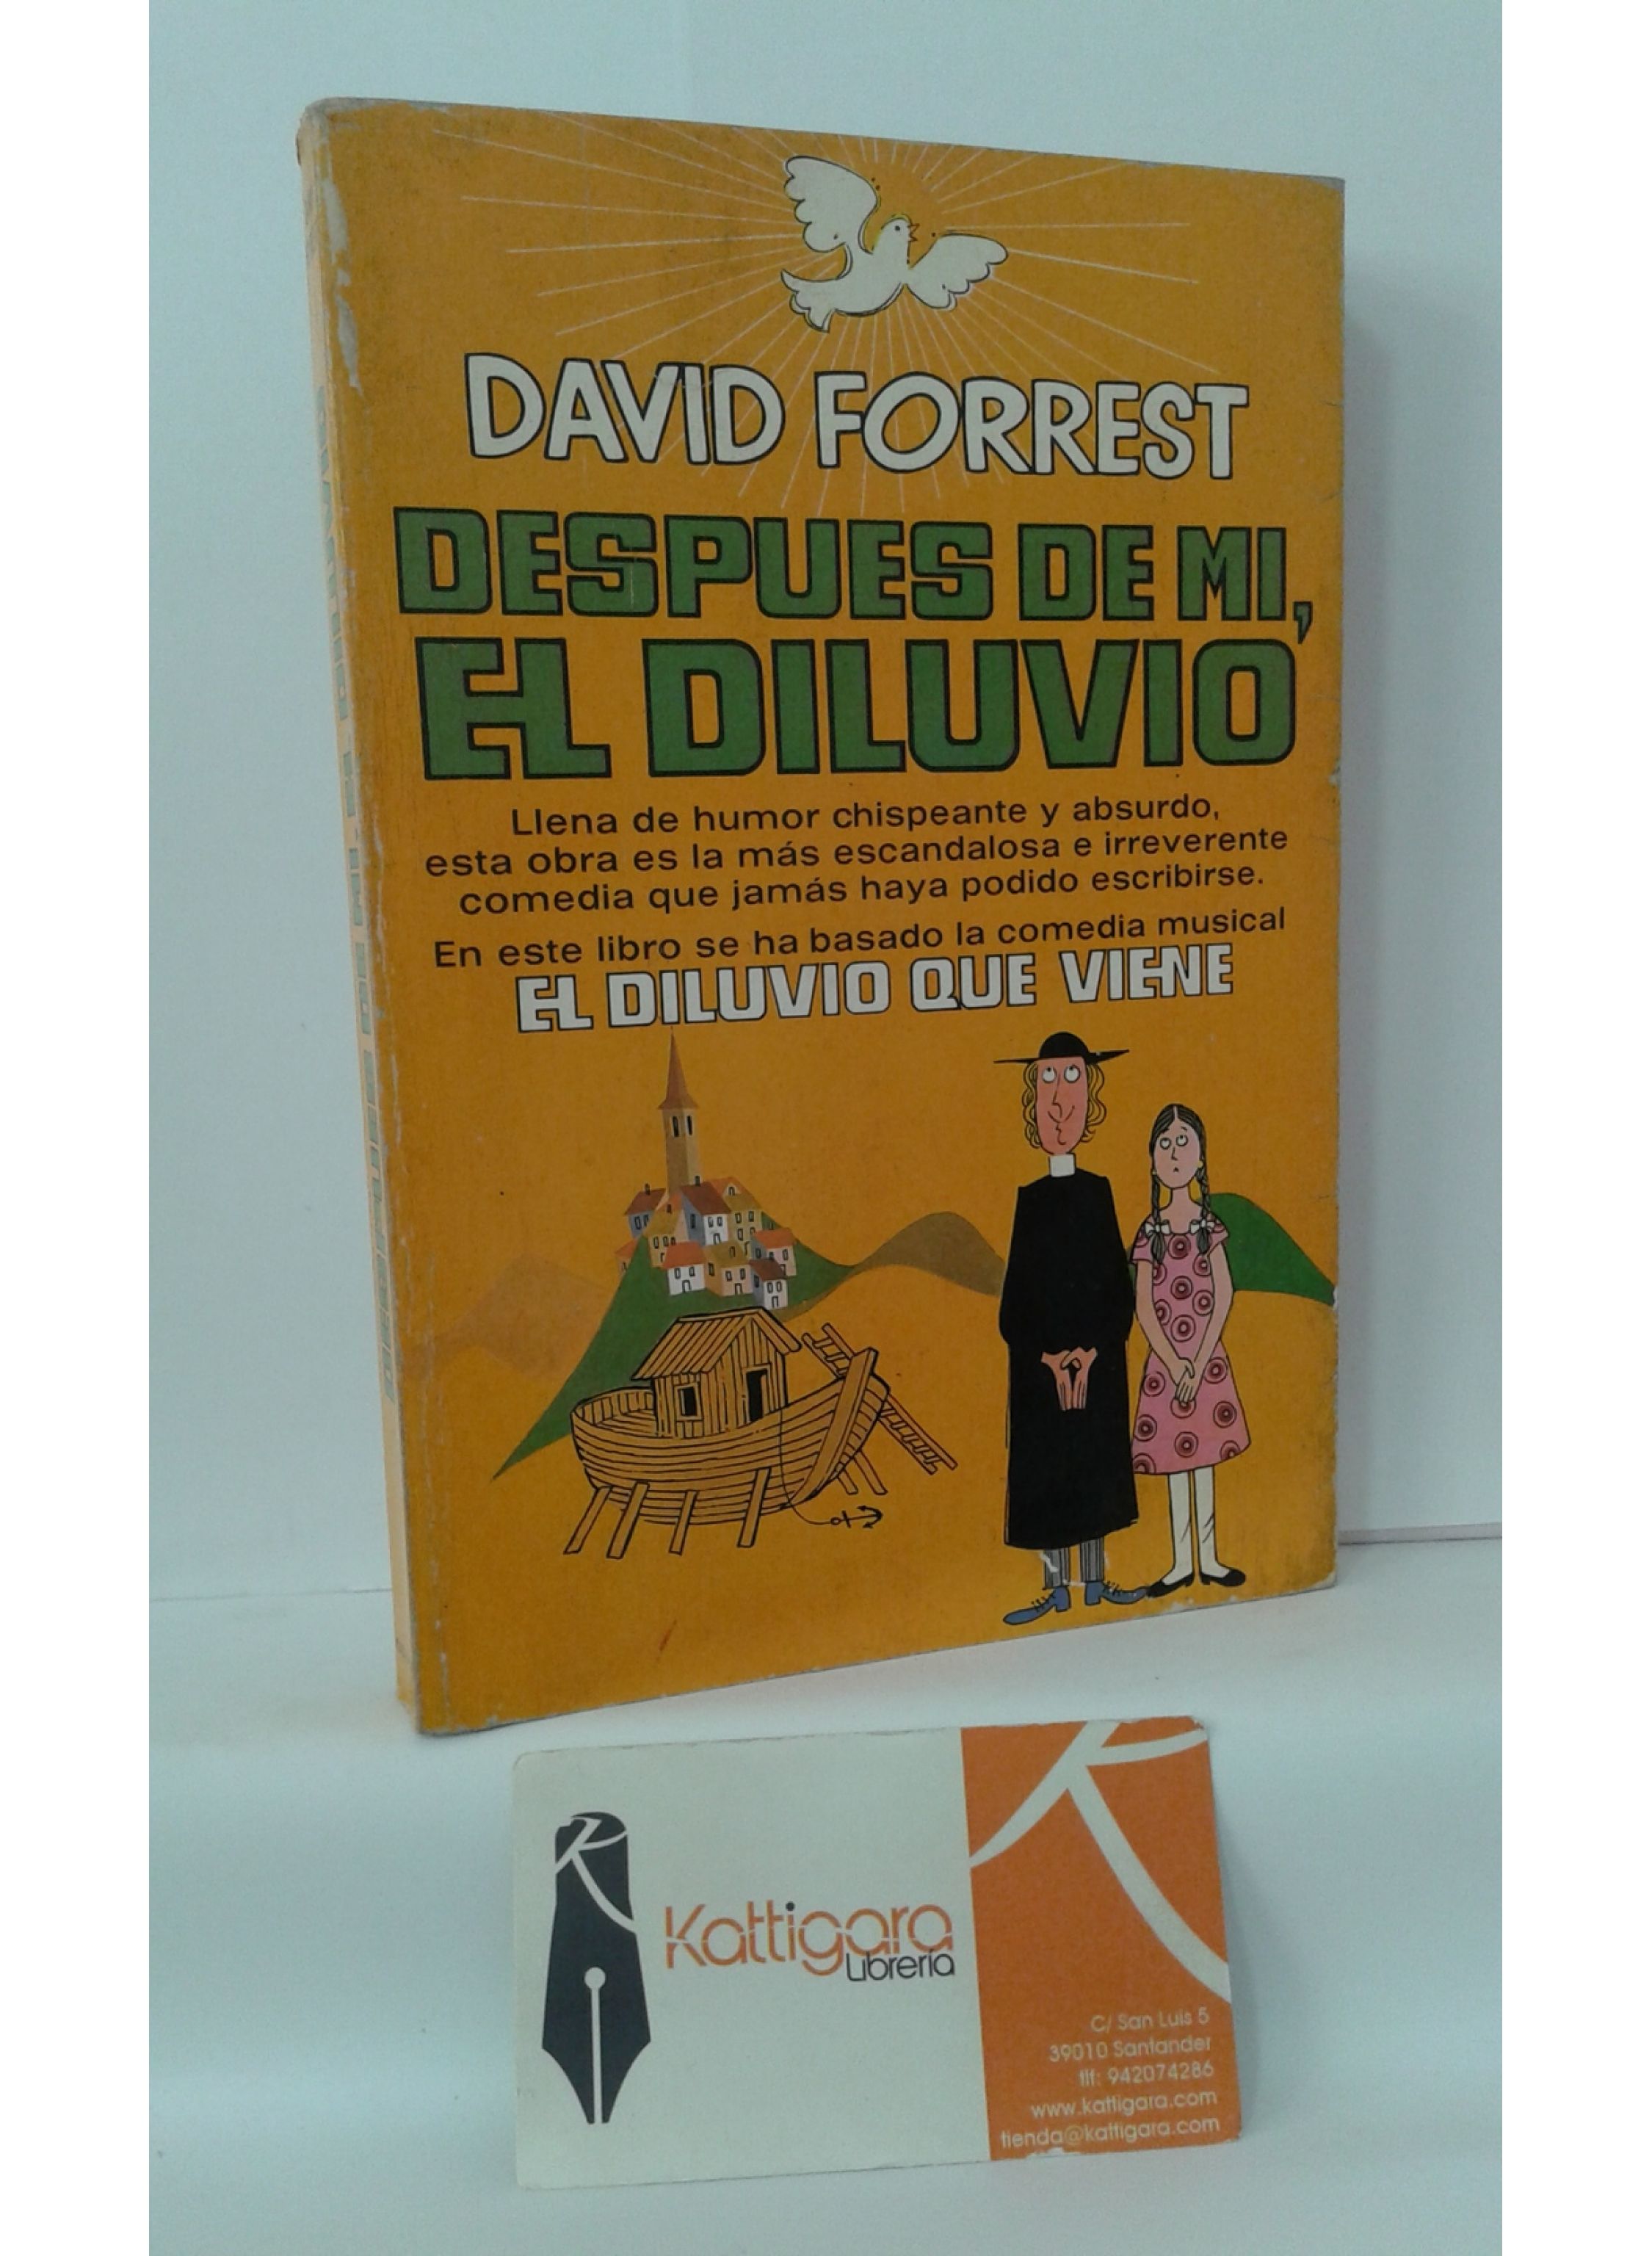 DAVID FORREST
DESPUES DE MI,
EL DILUVIO
Llena de humor chispeante y absurdo,
esta obra es la más escandalosa e irreverente
comedia que jamás haya podido escribirse.
En este libro se ha basado la comedia musical
EL DILUVIO QUE VIENE
Kattigara
Librería
C/ San Luis 5
39010 Santander
tlf: 942074286
www.kattigara.com
tienda@kattigara.com